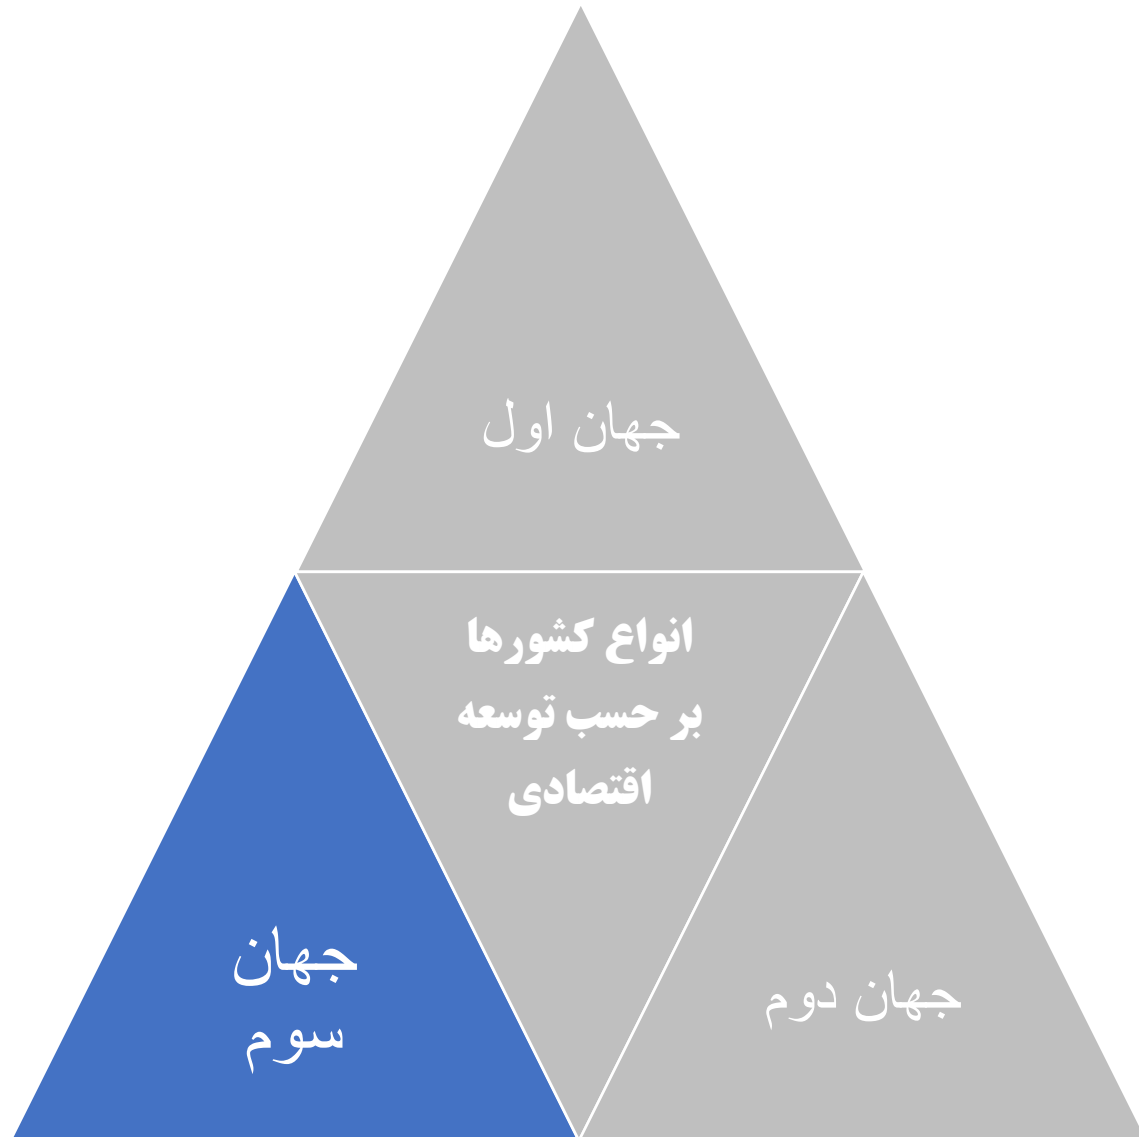 جهان اول
انواع کشورها
بر حسب توسعه
اقتصادی
جهان دوم
جهان
سوم